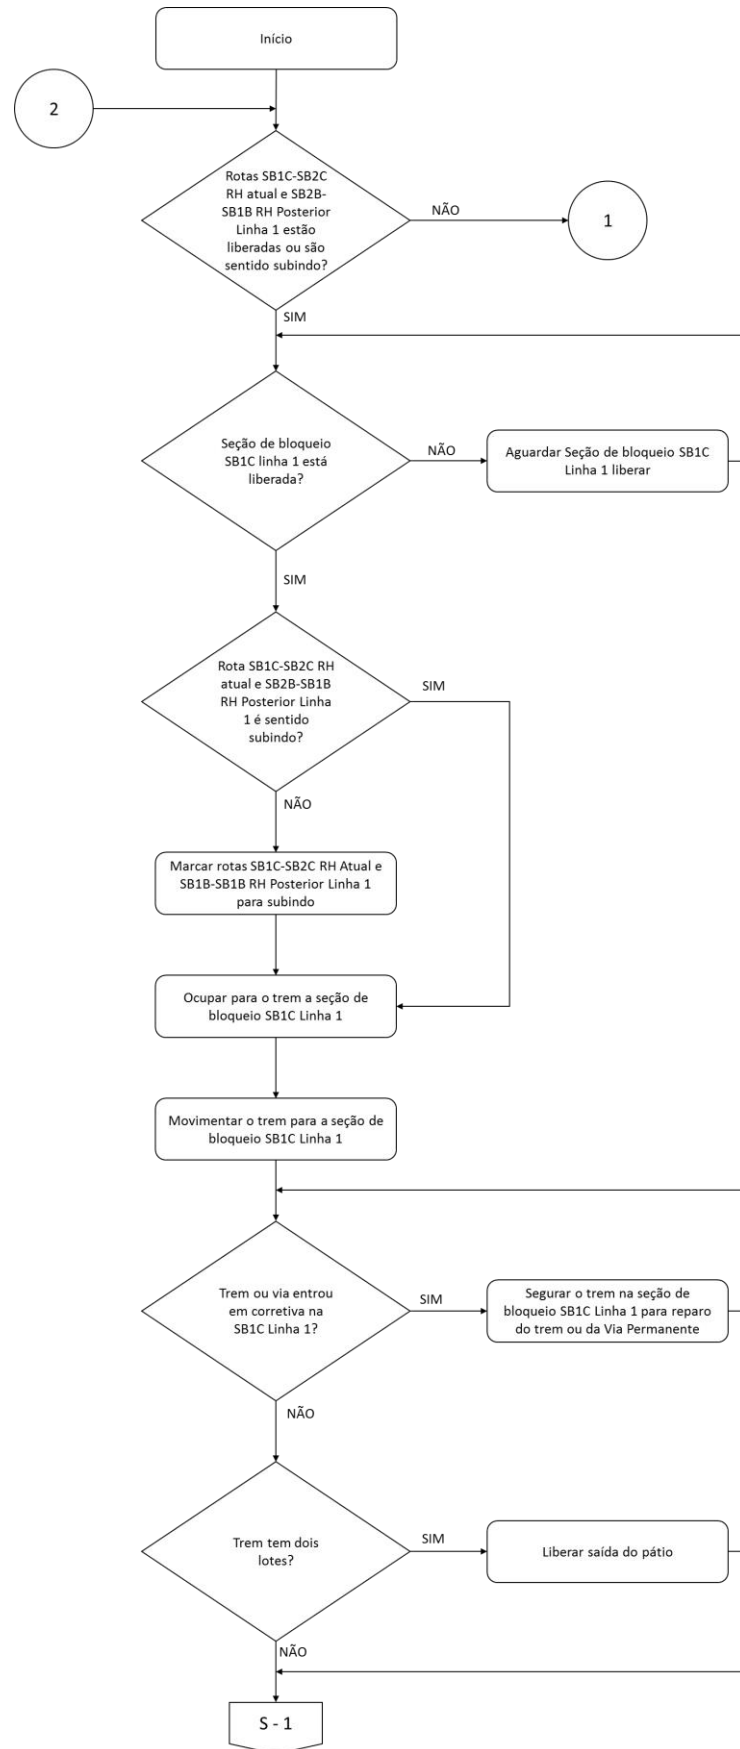 Início
2
Rotas SB1C-SB2C
RH atual e SB2B-
SB1B RH Posterior
Linha 1 estão
liberadas ou são
sentido subindo?
NÃO
1
SIM
Seção de bloqueio
SB1C linha 1 está
liberada?
NÃO
Aguardar Seção de bloqueio SB1C
Linha 1 liberar
SIM
Rota SB1C-SB2C RH
atual e SB2B-SB1B
RH Posterior Linha
1 é sentido
subindo?
SIM
NÃO
Marcar rotas SB1C-SB2C RH Atual e
SB1B-SB1B RH Posterior Linha 1
para subindo
Ocupar para o trem a seção de
bloqueio SB1C Linha 1
Movimentar o trem para a seção de
bloqueio SB1C Linha 1
Trem ou via entrou
em corretiva na
SB1C Linha 1?
SIM
Segurar o trem na seção de
bloqueio SB1C Linha 1 para reparo
do trem ou da Via Permanente
NÃO
Trem tem dois
lotes?
SIM
Liberar saída do pátio
NÃO
S - 1